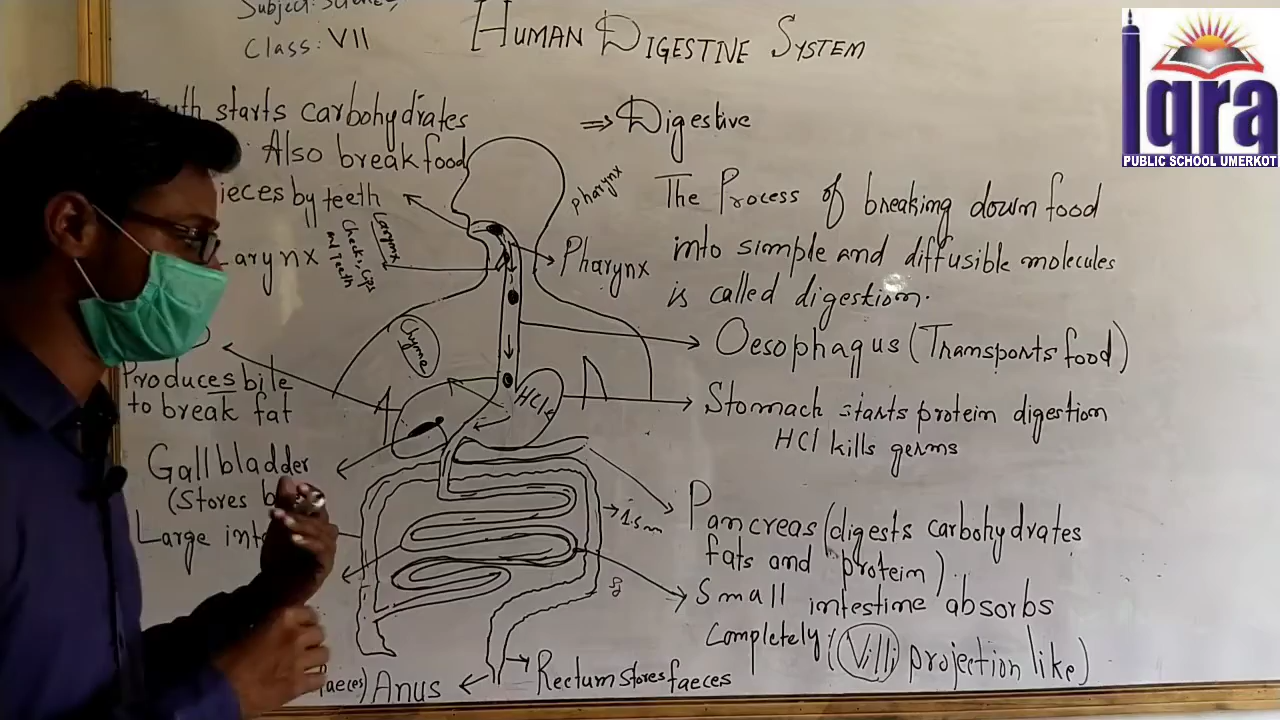 Subject: Science
Class: VII
HUMAN DIGESTIVE SYSTEM
Iqra
PUBLIC SCHOOL UMERKOT
starts carbohydrates
Also break food
ieces by teeth
Larynx
Larynx
Cheeks, Lips
and Teeth
Chyme
Produces bile
to break fat
Gallbladder
(Stores b
Large inte
faeces) Anus
Pharynx
Pharynx
HCl
1.5m
⇒ Digestive
The Process of breaking down food
into simple and diffusible molecules
is called digestion.
Oesophagus (Transports food)
Stomach starts protein digestion
HCl kills germs
Pancreas (digests carbohydrates
fats and protein)
Small intestine absorbs
Completely (Villi projection like)
Rectum stores faeces